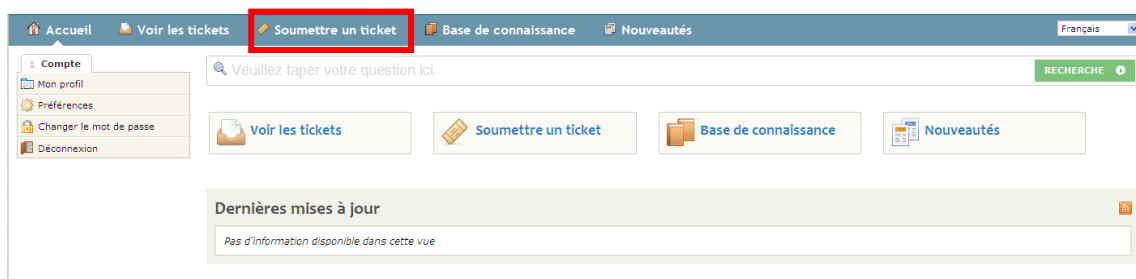 Accueil Voir les tickets Soumettre un ticket Base de connaissance Nouveautés Français
Compte
Mon profil
Préférences
Changer le mot de passe
Déconnexion
Veuillez taper votre question ici RECHERCHE
Voir les tickets Soumettre un ticket Base de connaissance Nouveautés
Dernières mises à jour
Pas d'information disponible dans cette vue